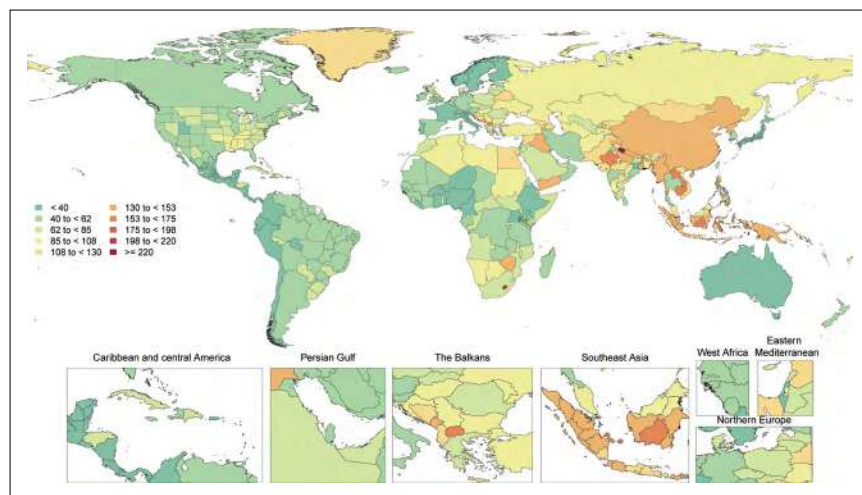 < 40
40 to < 62
62 to < 85
85 to < 108
108 to < 130
130 to < 153
153 to < 175
175 to < 198
198 to < 220
>= 220
Caribbean and central America
Persian Gulf
The Balkans
Southeast Asia
West Africa
Eastern
Mediterranean
Northern Europe